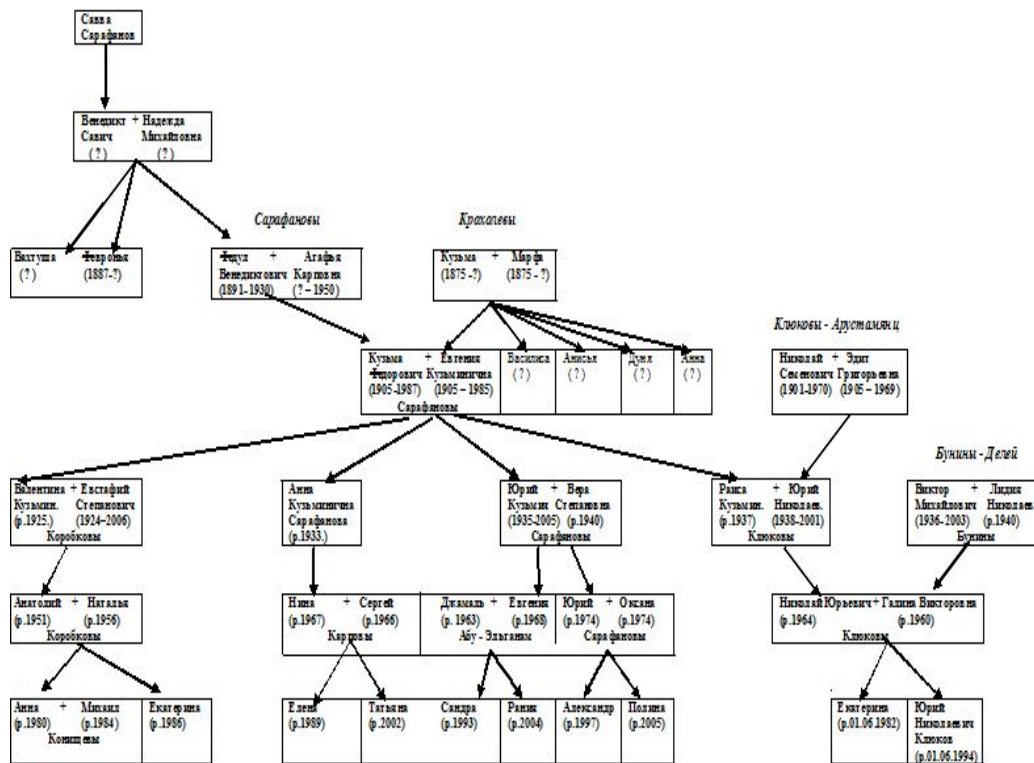 Савва
Сарафанов
Венедикт + Надежда
Савич Михайловна
(?) (?)
Сарафановы
Крохалевы
Вахтуша
(?)
Февронья
(1887-?)
Федул + Агафья
Венедиктович Карповна
(1891-1930) (? – 1950)
Кузьма + Марфа
(1875 -?) (1875 - ?)
Клюковы - Арустамянц
Кузьма + Евгения
Федорович Кузьминична
(1905-1987) (1905 – 1985)
Сарафановы
Василиса
(?)
Анисья
(?)
Дуня
(?)
Анна
(?)
Николай + Эдит
Семенович Григорьевна
(1901-1970) (1905 – 1969)
Бунины - Делей
Валентина + Евстафий
Кузьмин. Степанович
(р.1925.) (1924–2006)
Коробковы
Анна
Кузьминична
Сарафанова
(р.1933.)
Юрий + Вера
Кузьмин Степановна
(1935-2005) (р.1940)
Сарафановы
Раиса + Юрий
Кузьмин. Николаев.
(р.1937) (1938-2001)
Клюковы
Виктор + Лидия
Михайлович Николаев.
(1936-2003) (р.1940)
Бунины
Анатолий + Наталья
(р.1951) (р.1956)
Коробковы
Нина + Сергей
(р.1967) (р.1966)
Карповы
Джамаль + Евгения
(р.1963) (р.1968)
Абу - Эльганам
Юрий + Оксана
(р.1974) (р.1974)
Сарафановы
Николай Юрьевич + Галина Викторовна
(р.1964) (р.1960)
Клюковы
Анна + Михаил
(р.1980) (р.1984)
Конищевы
Екатерина
(р.1986)
Елена
(р.1989)
Татьяна
(р.2002)
Сандра
(р.1993)
Рания
(р.2004)
Александр
(р.1997)
Полина
(р.2005)
Екатерина
(р.01.06.1982)
Юрий
Николаевич
Клюков
(р.01.06.1994)